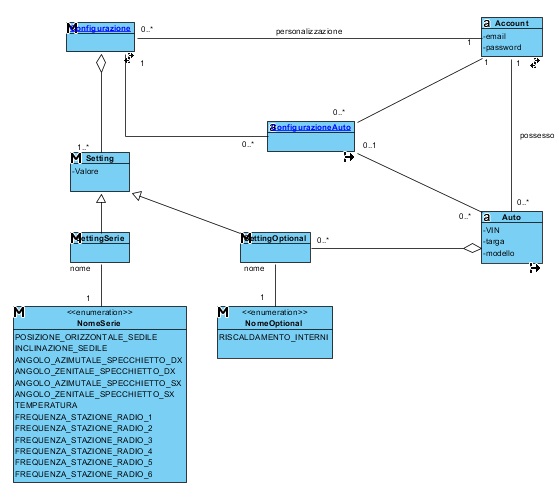 Configurazione
0..*
personalizzazione
1
Account
-email
-password
1
1
1
0..*
ConfigurazioneAuto
0..*
0..1
possesso
1..*
Setting
-Valore
0..*
0..*
Auto
-VIN
-targa
-modello
SettingSerie
SettingOptional
0..*
nome
nome
1
1
<<enumeration>>
NomeSerie
POSIZIONE_ORIZZONTALE_SEDILE
INCLINAZIONE_SEDILE
ANGOLO_AZIMUTALE_SPECCHIETTO_DX
ANGOLO_ZENITALE_SPECCHIETTO_DX
ANGOLO_AZIMUTALE_SPECCHIETTO_SX
ANGOLO_ZENITALE_SPECCHIETTO_SX
TEMPERATURA
FREQUENZA_STAZIONE_RADIO_1
FREQUENZA_STAZIONE_RADIO_2
FREQUENZA_STAZIONE_RADIO_3
FREQUENZA_STAZIONE_RADIO_4
FREQUENZA_STAZIONE_RADIO_5
FREQUENZA_STAZIONE_RADIO_6
<<enumeration>>
NomeOptional
RISCALDAMENTO_INTERNI